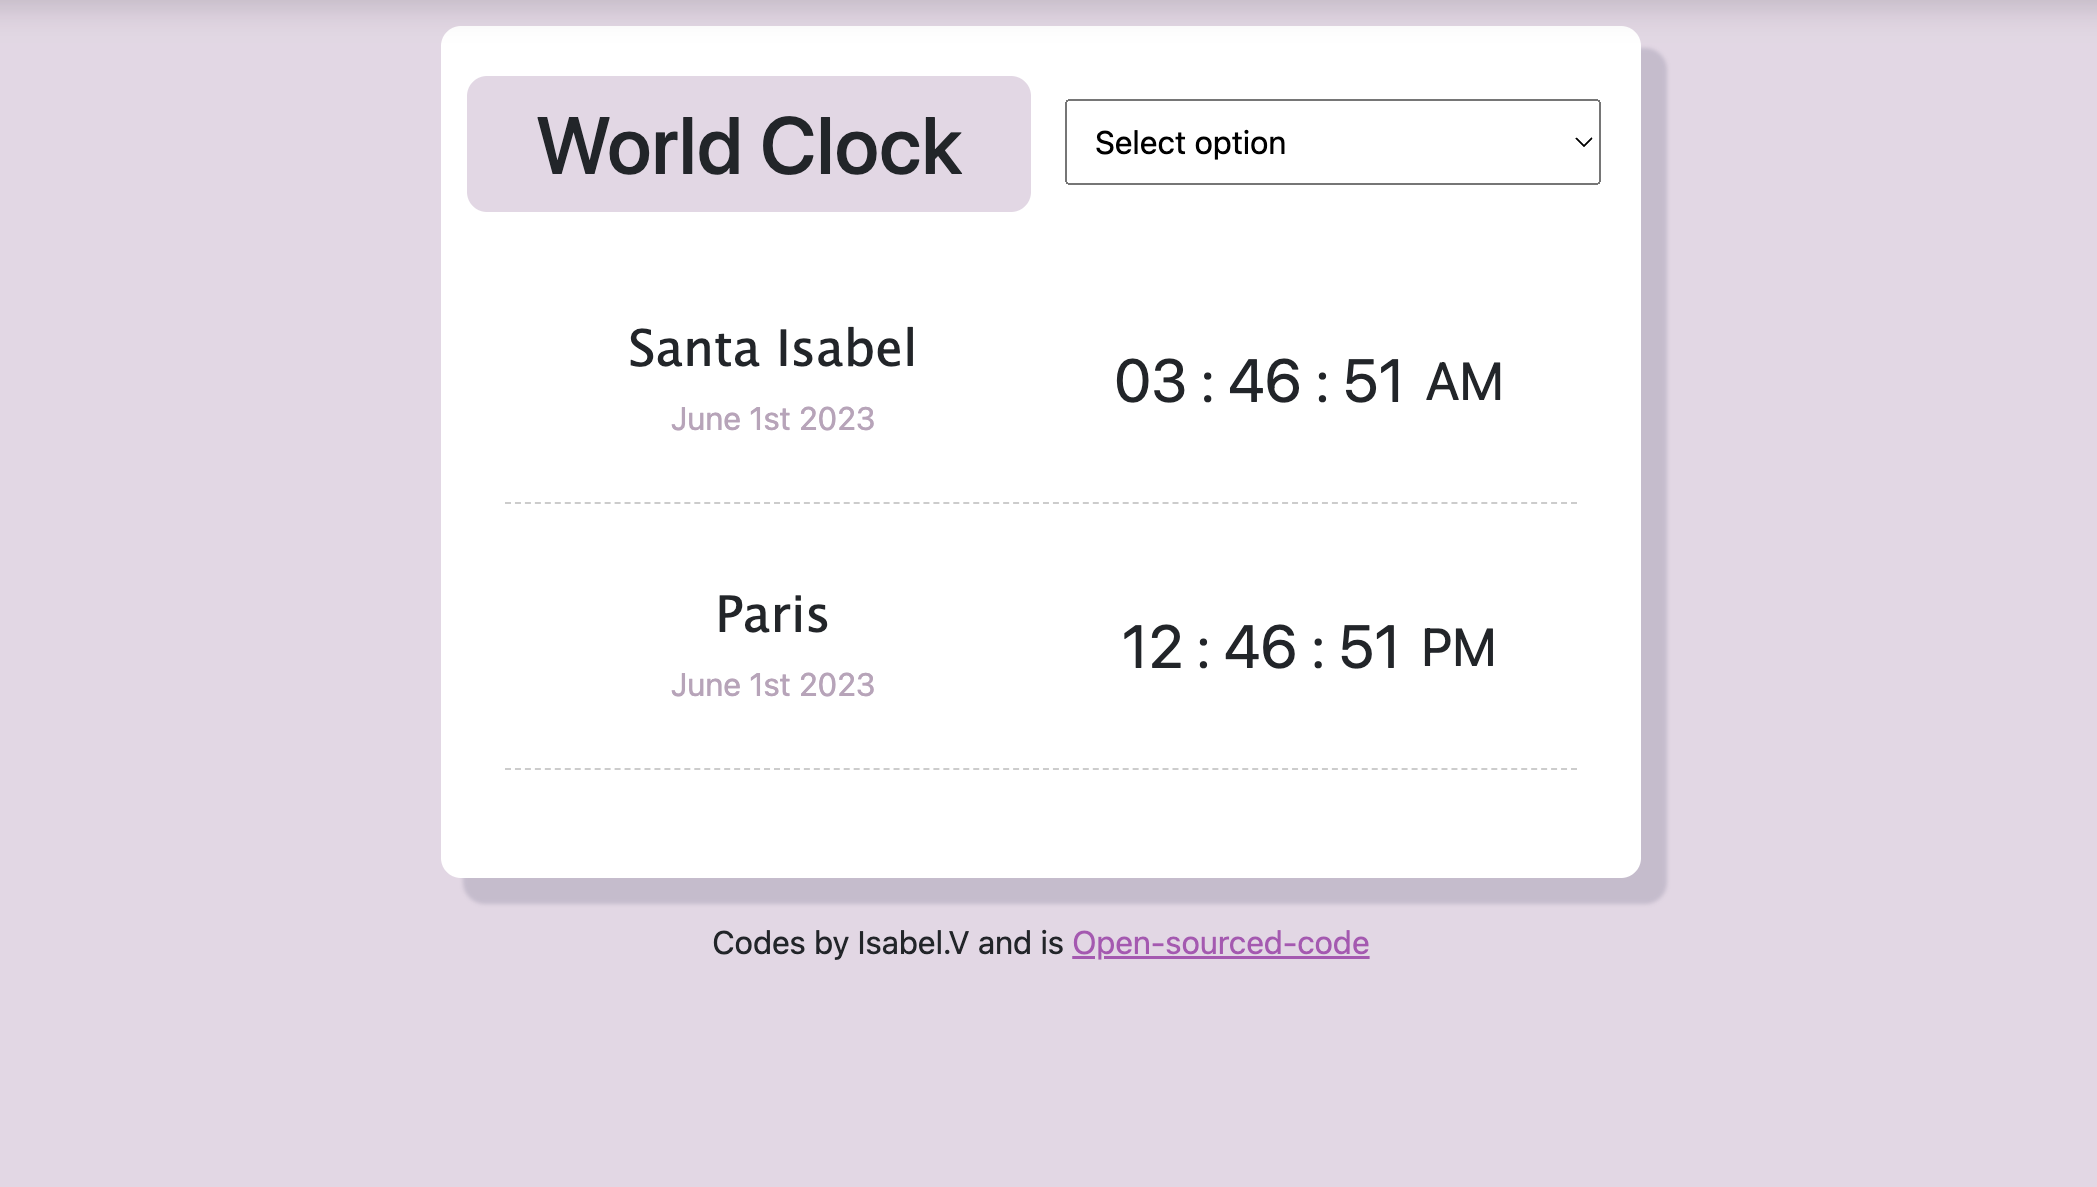 World Clock
Select option
Santa Isabel
June 1st 2023
03 : 46 : 51 AM
Paris
June 1st 2023
12 : 46 : 51 PM
Codes by Isabel.V and is Open-sourced-code